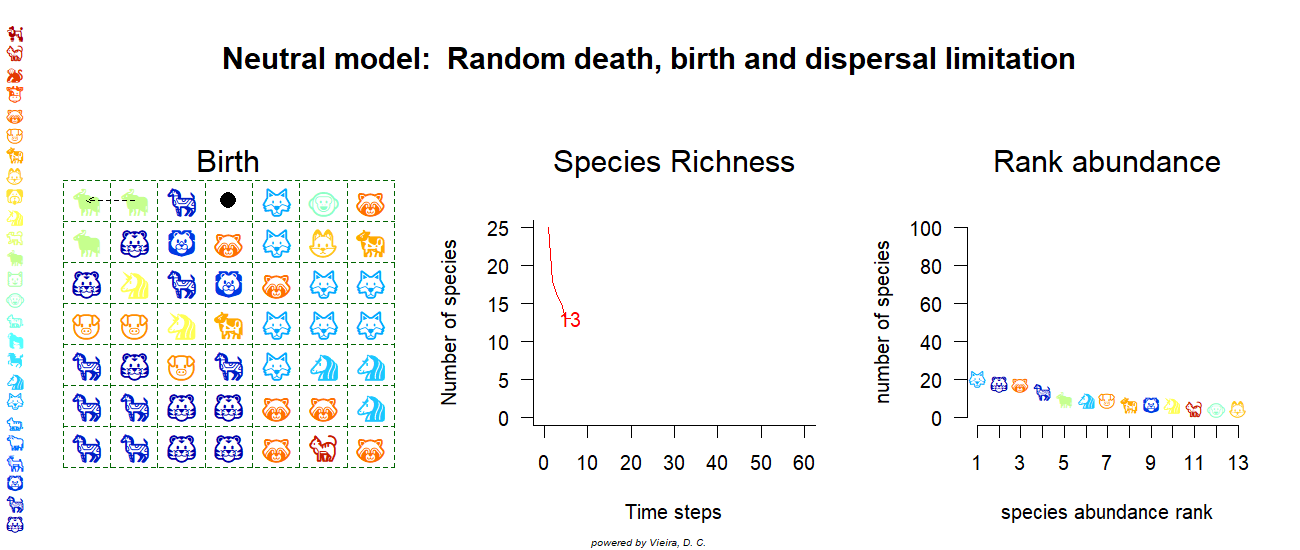 Neutral model:  Random death, birth and dispersal limitation
Birth
Species Richness
Number of species
25
20
15
10
5
0
13
0 10 20 30 40 50 60
Time steps
Rank abundance
number of species
100
80
60
40
20
0
1 3 5 7 9 11 13
species abundance rank
powered by Vieira, D. C.